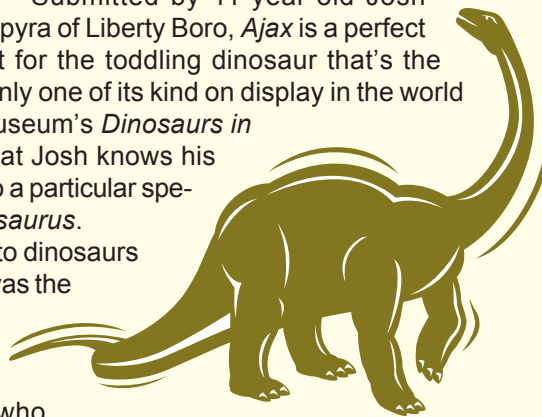 Submitted by 11-year-old Josh
pyra of Liberty Boro, Ajax is a perfect
for the toddling dinosaur that's the
nly one of its kind on display in the world
useum's Dinosaurs in
at Josh knows his
a particular spe-
saurus.
to dinosaurs
was the
who